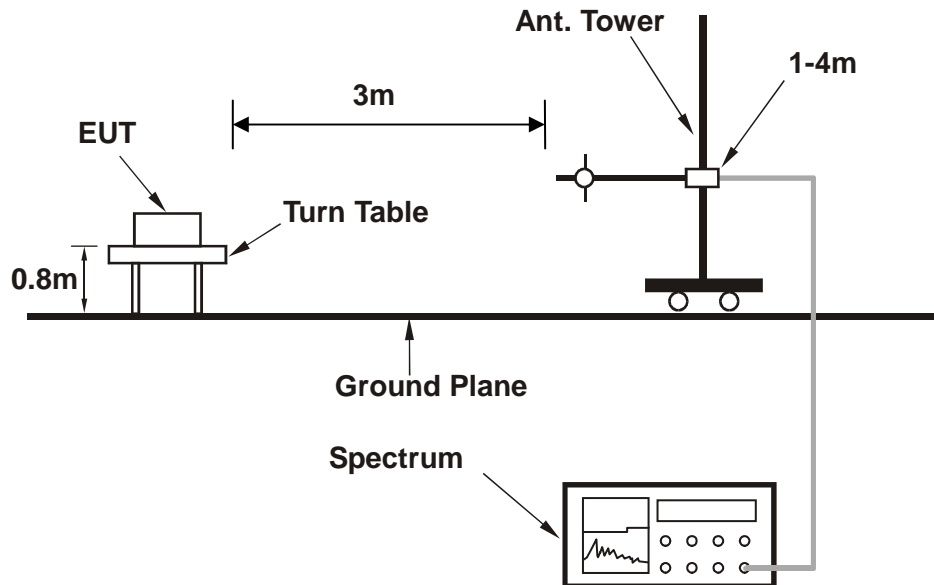 Ant. Tower
1-4m
3m
EUT
Turn Table
0.8m
Ground Plane
Spectrum